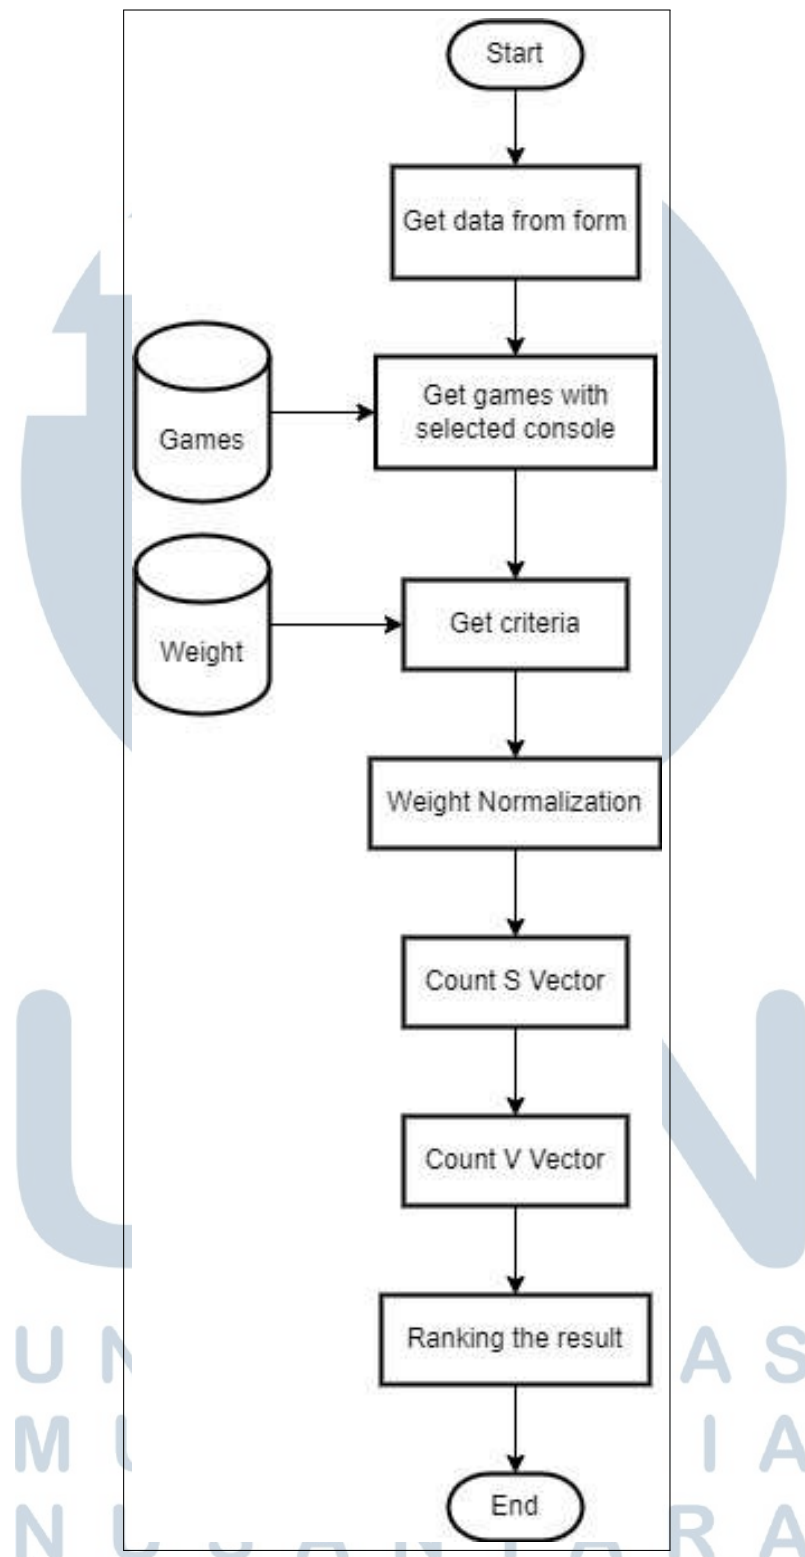 Start
Get data from form
Get games with
selected console
Games
Get criteria
Weight
Weight Normalization
Count S Vector
Count V Vector
Ranking the result
End